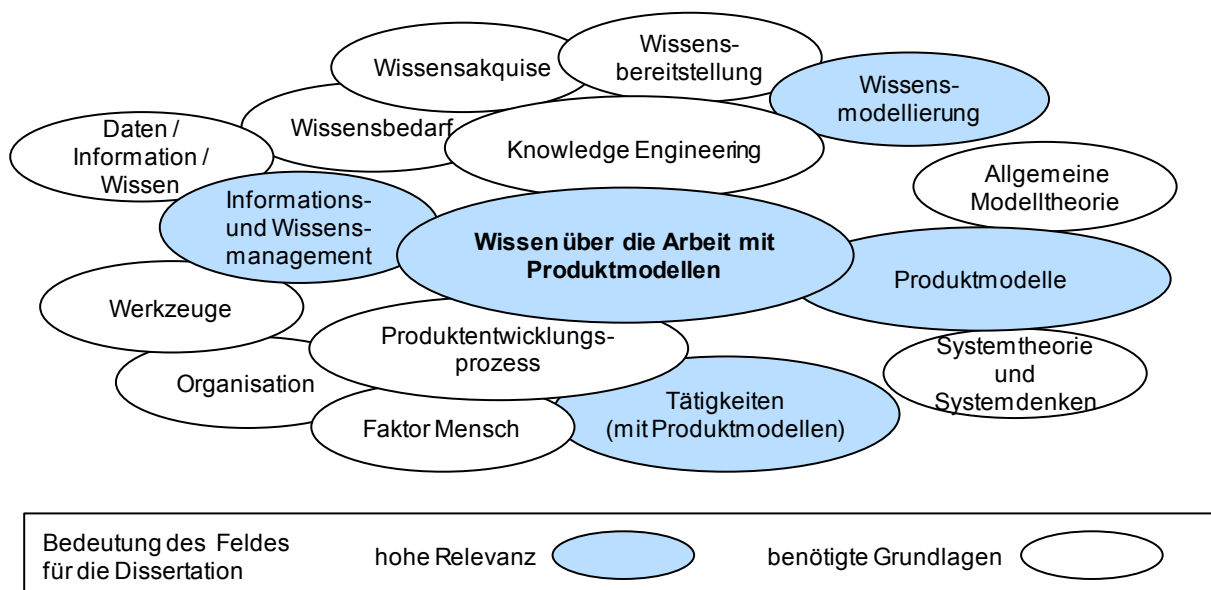 Wissens-
bereitstellung
Wissensakquise
Wissens-
modellierung
Wissensbedarf
Daten /
Information /
Wissen
Knowledge Engineering
Allgemeine
Modelltheorie
Informations-
und Wissens-
management
Wissen über die Arbeit mit
Produktmodellen
Produktmodelle
Werkzeuge
Produktentwicklungs-
prozess
Systemtheorie
und
Systemdenken
Organisation
Tätigkeiten
(mit Produktmodellen)
Faktor Mensch
Bedeutung des Feldes
für die Dissertation
hohe Relevanz
benötigte Grundlagen